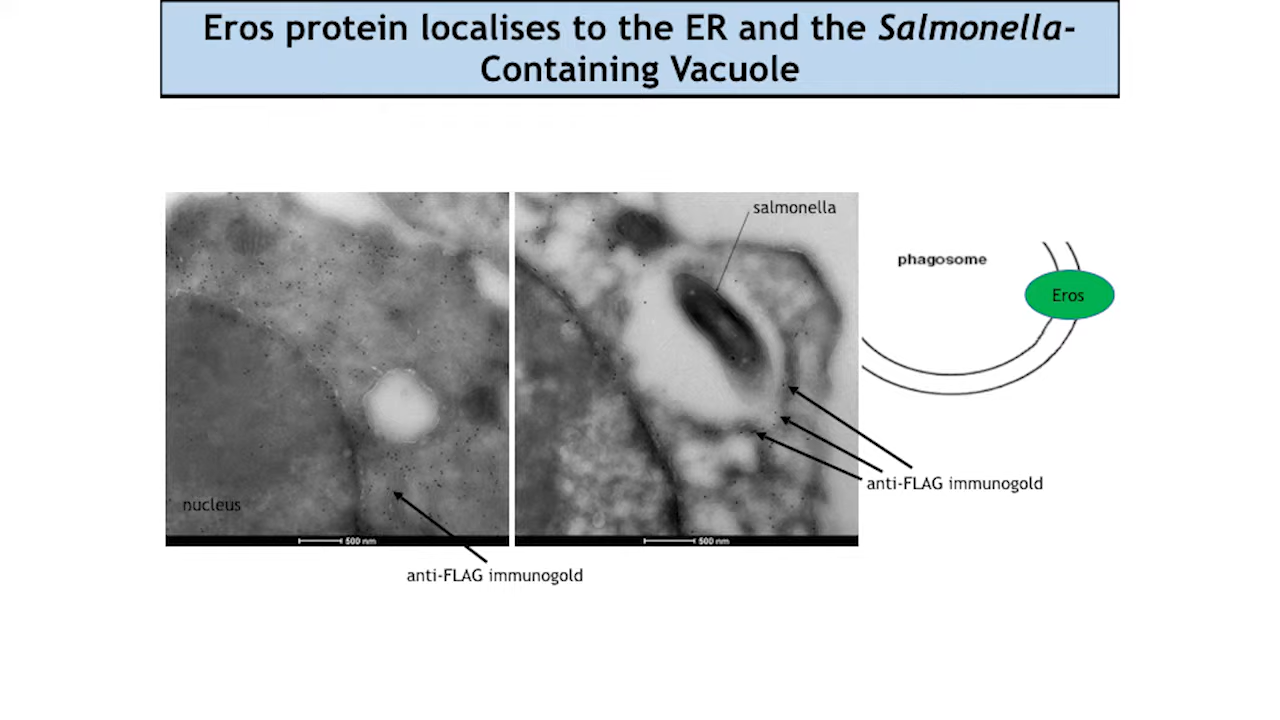 Eros protein localises to the ER and the Salmonella-
Containing Vacuole
salmonella
phagosome
Eros
nucleus
anti-FLAG immunogold
500 nm
500 nm
anti-FLAG immunogold